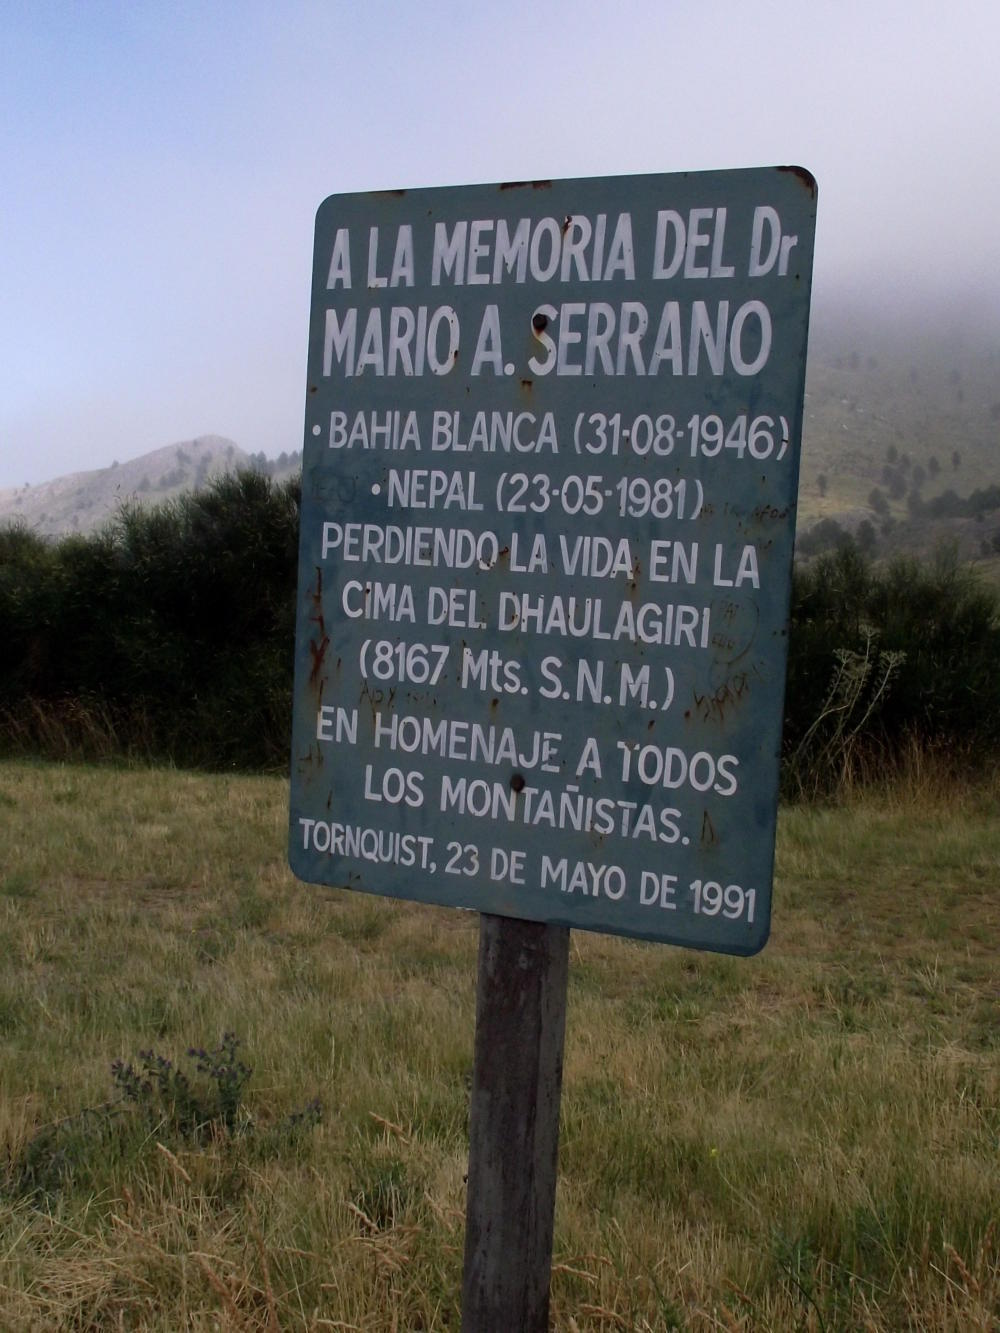 A LA MEMORIA DEL Dr
MARIO A. SERRANO
• BAHIA BLANCA (31-08-1946)
• NEPAL (23-05-1981)
PERDIENDO LA VIDA EN LA
CIMA DEL DHAULAGIRI
(8167 Mts. S.N.M.)
EN HOMENAJE A TODOS
LOS MONTAÑISTAS.
TORNQUIST, 23 DE MAYO DE 1991